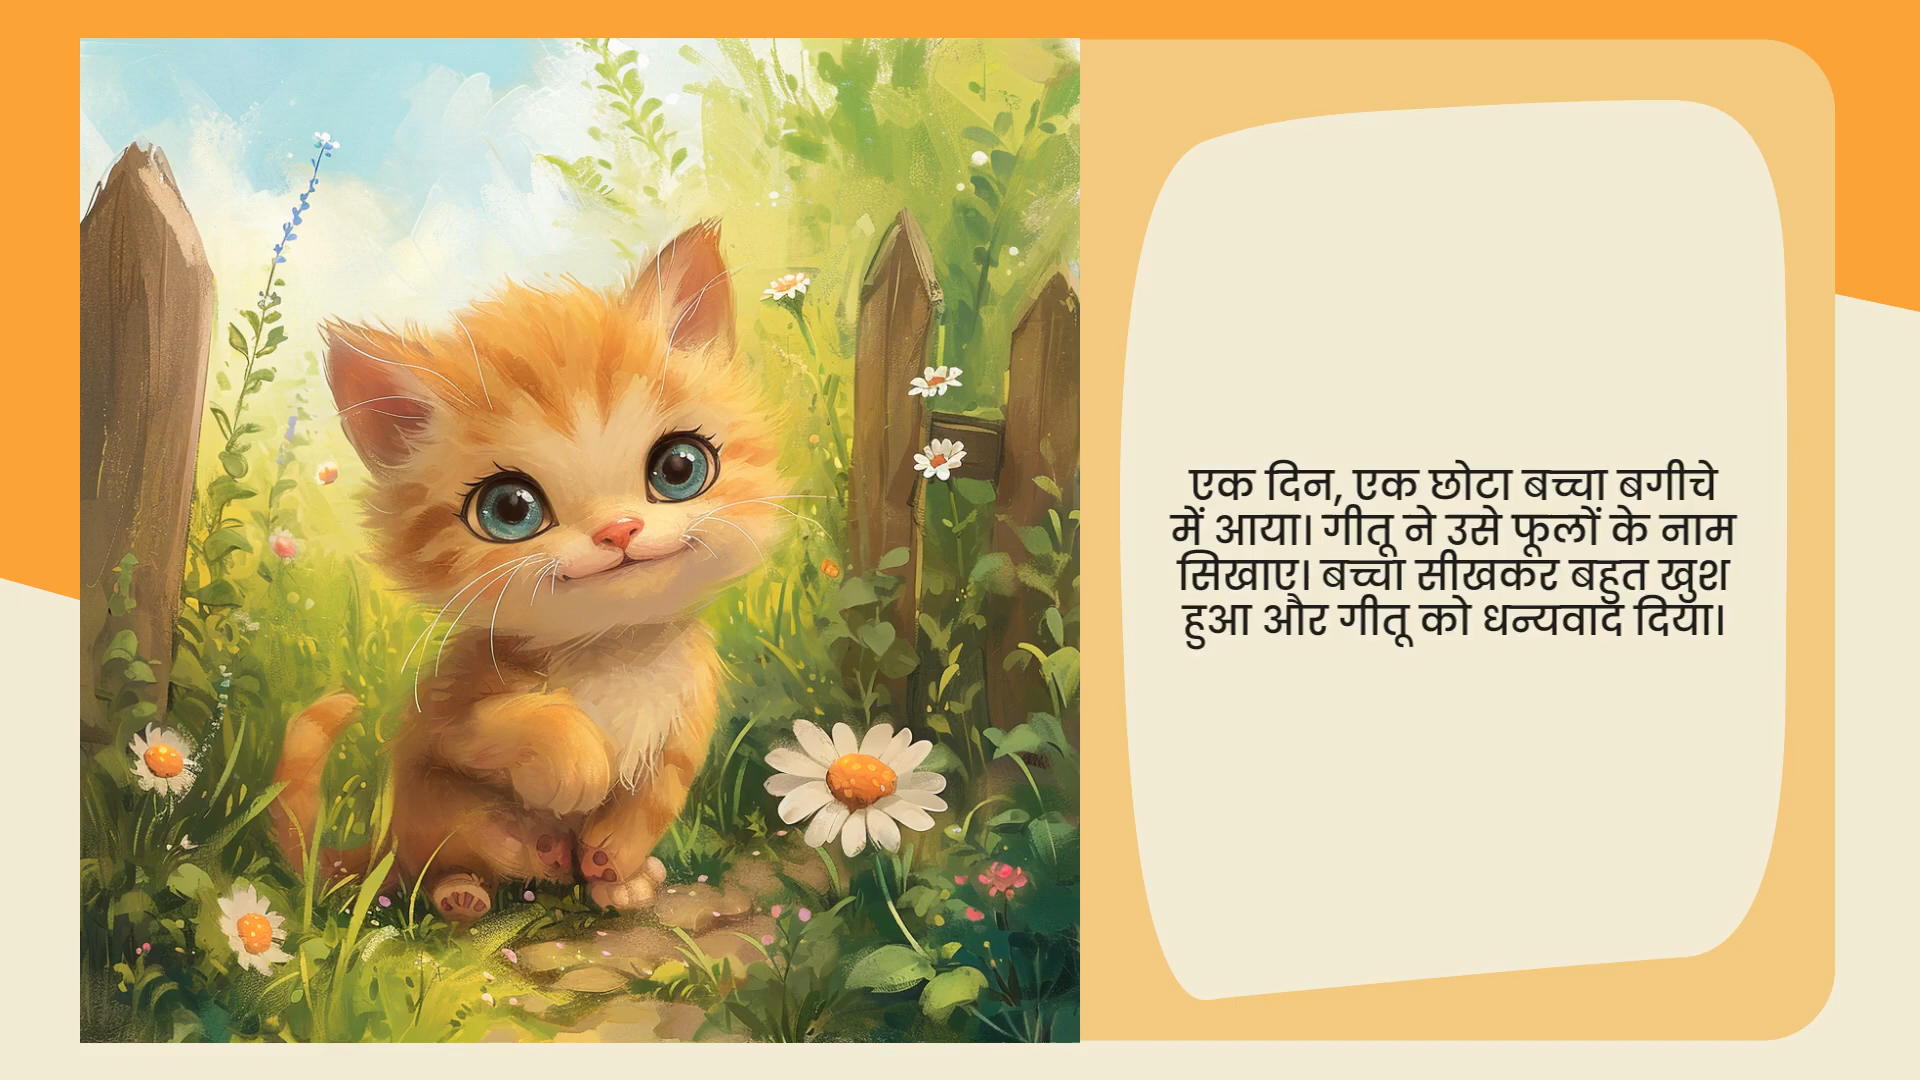 एक दिन, एक छोटा बच्चा बगीचे
में आया। गीतू ने उसे फूलों के नाम
सिखाए। बच्चा सीखकर बहुत खुश
हुआ और गीतू को धन्यवाद दिया।